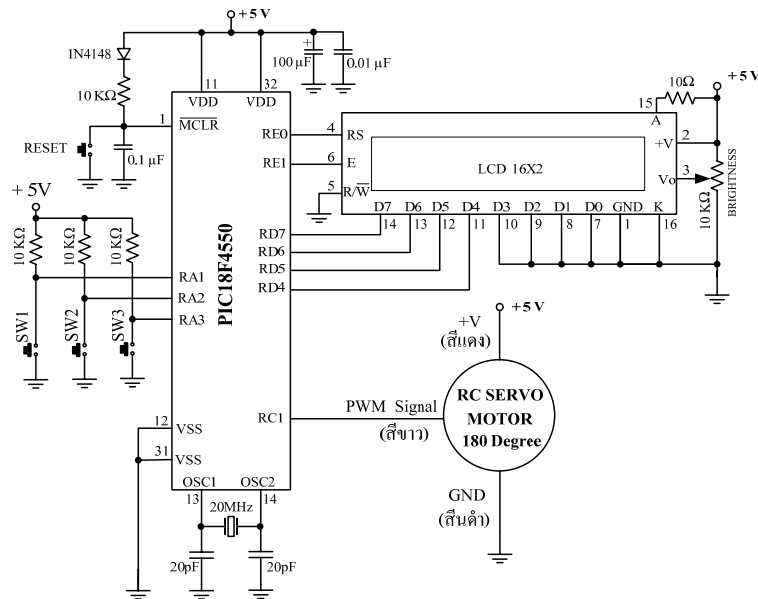 +5 V
1N4148
10 KΩ
100 µF
+
0.01 µF
11
VDD
32
VDD
1
MCLR
RESET
0.1 µF
+ 5V
10 KΩ
10 KΩ
10 KΩ
RA1
RA2
RA3
SW1
SW2
SW3
PIC18F4550
RE0
RE1
RD7
RD6
RD5
RD4
RC1
12
VSS
31
VSS
OSC1
OSC2
13
14
20MHz
20pF
20pF
4
RS
6
E
5
R/W
LCD 16X2
D7
D6
D5
D4
D3
D2
D1
D0
GND
K
14
13
12
11
10
9
8
7
1
16
15
A
10Ω
+5 V
2
+V
3
Vo
10 KΩ
BRIGHTNESS
+5 V
+V
(สีแดง)
RC SERVO
MOTOR
180 Degree
PWM Signal
(สีขาว)
GND
(สีนดำ)